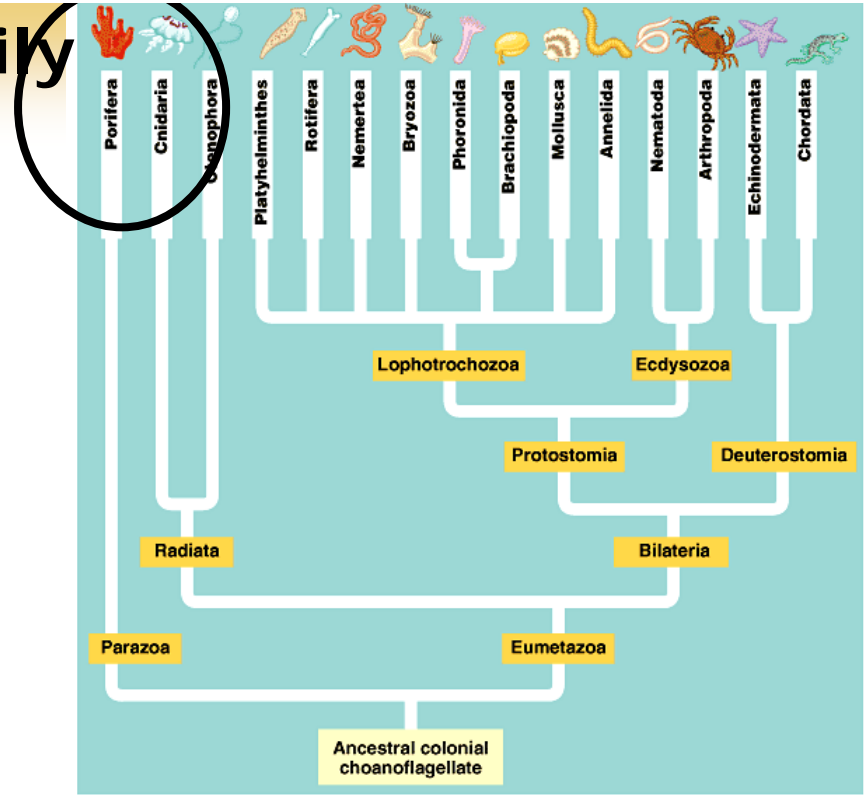 ily
Porifera
Cnidaria
Ctenophora
Platyhelminthes
Rotifera
Nemertea
Bryozoa
Phoronida
Brachiopoda
Mollusca
Annelida
Nematoda
Arthropoda
Echinodermata
Chordata
Lophotrochozoa
Ecdysozoa
Protostomia
Deuterostomia
Radiata
Bilateria
Parazoa
Eumetazoa
Ancestral colonial
choanoflagellate